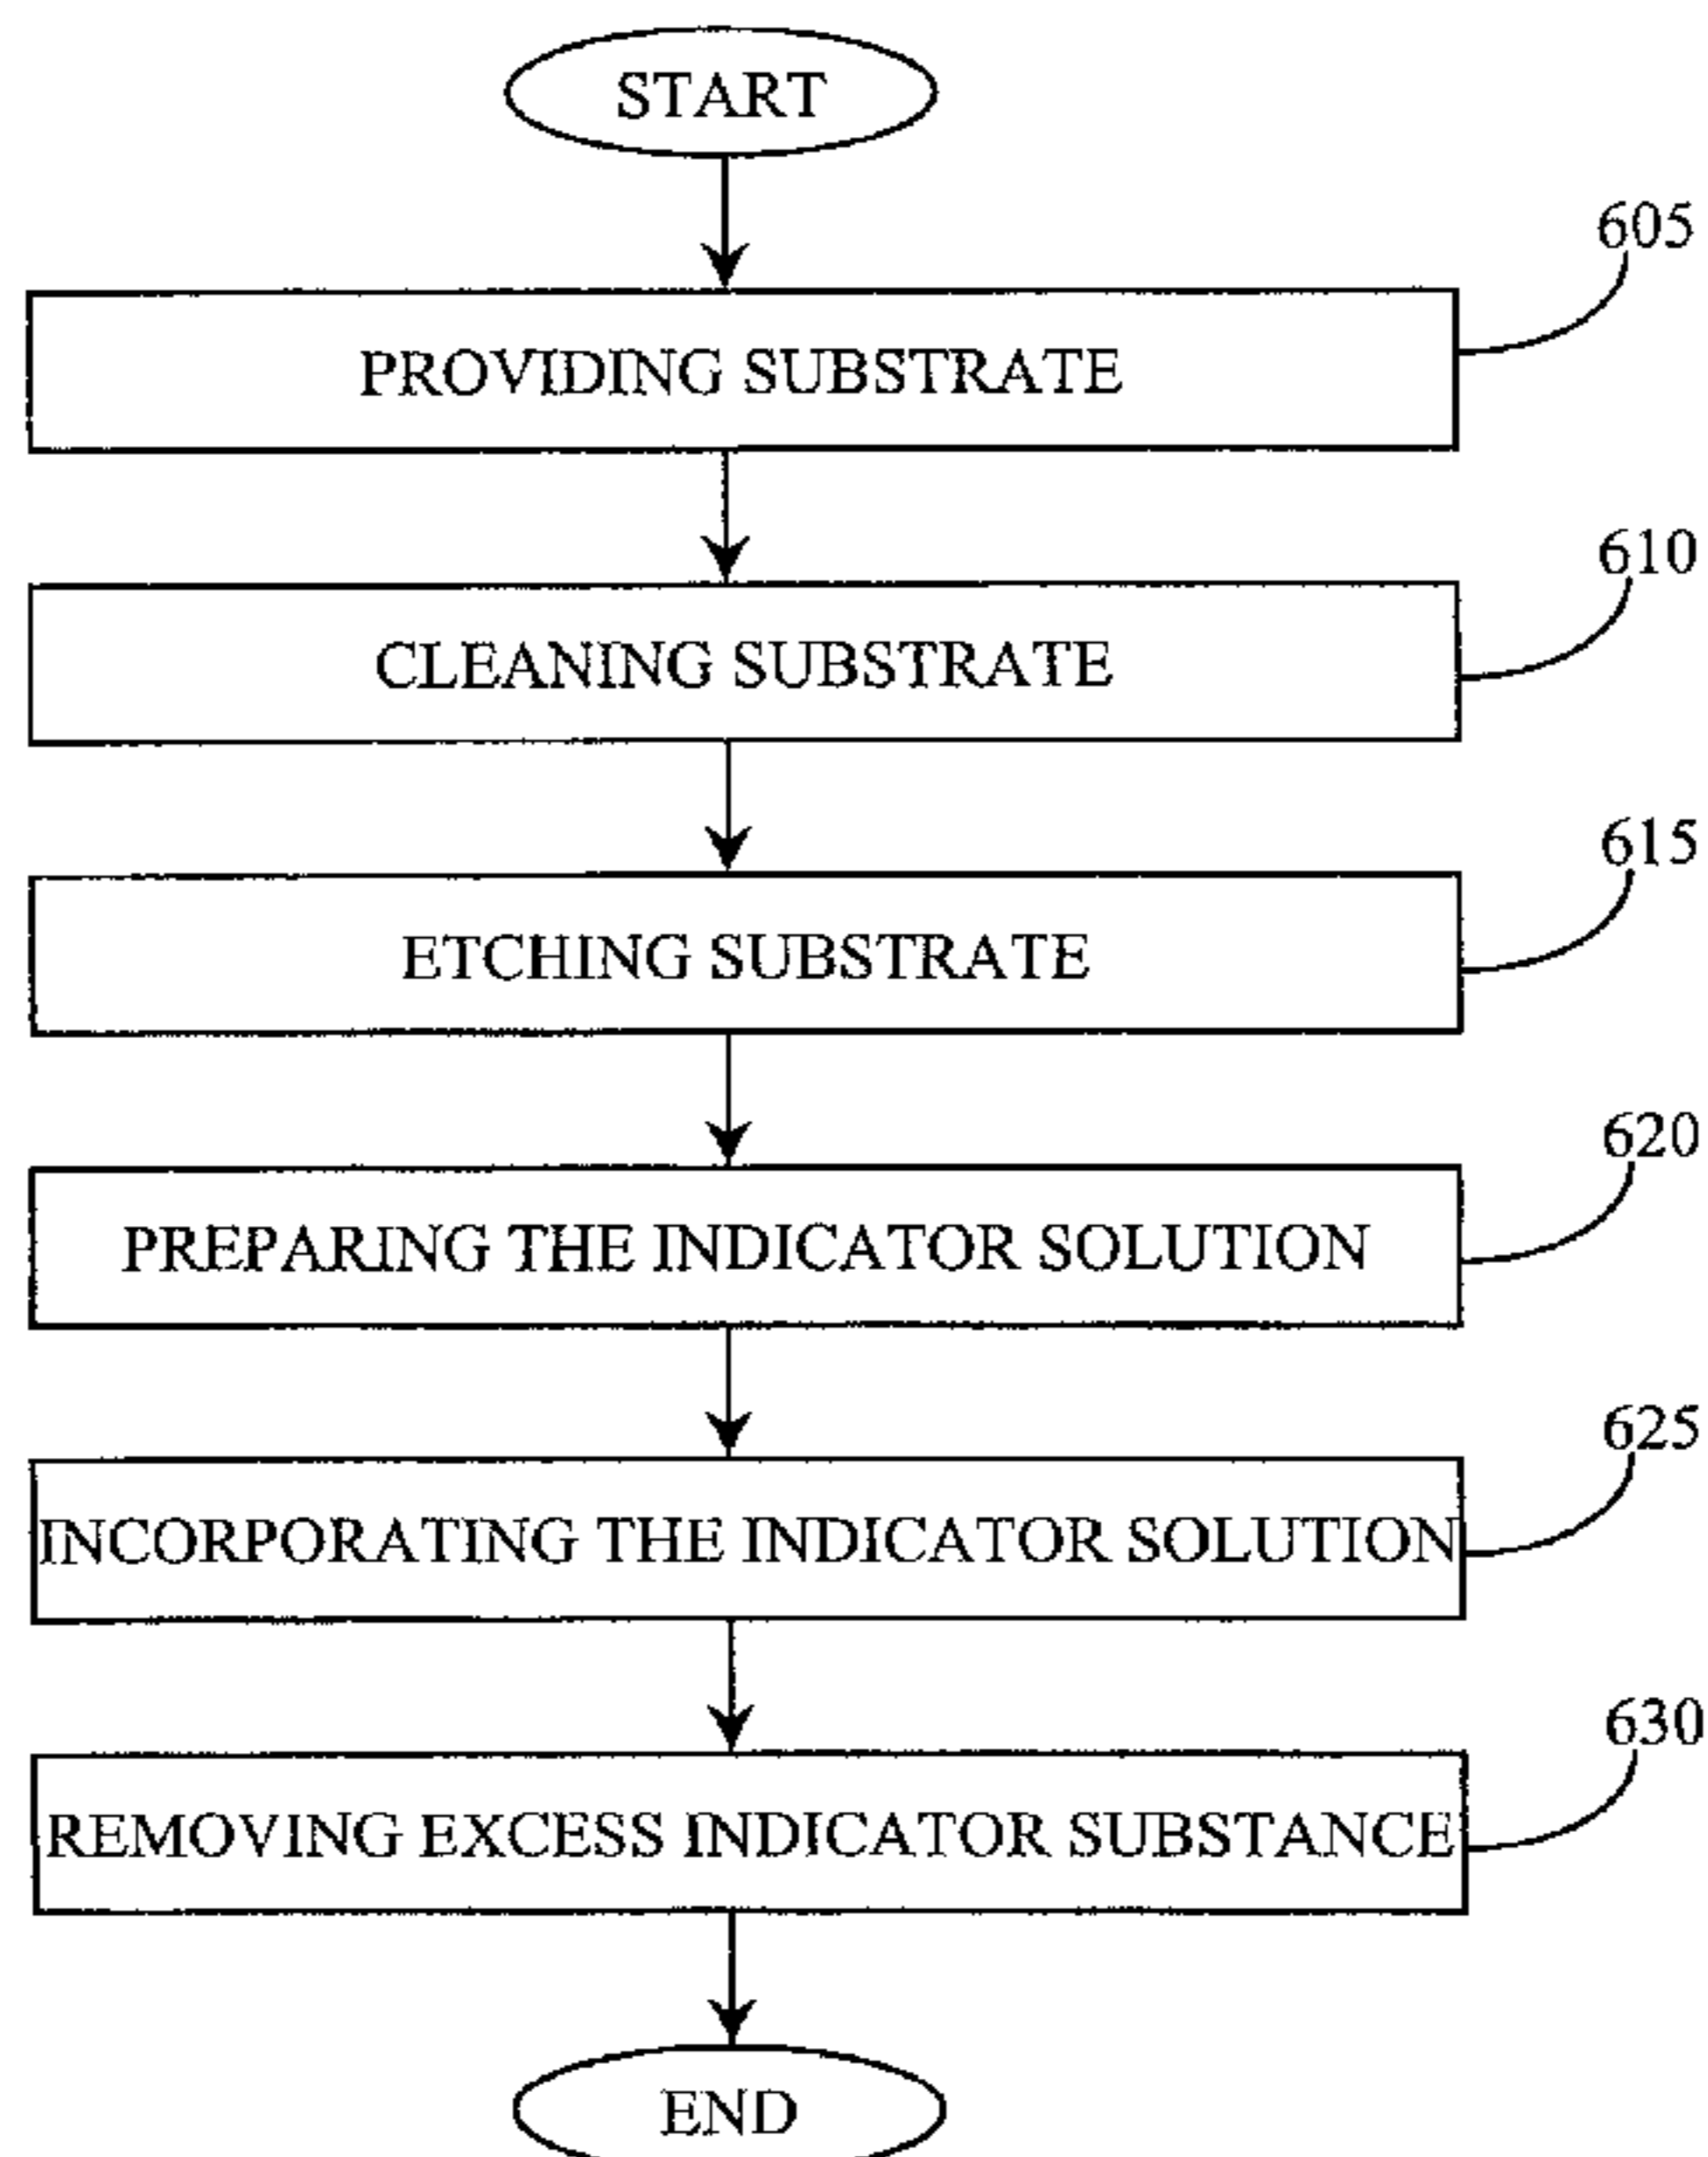 START
605
PROVIDING SUBSTRATE
610
CLEANING SUBSTRATE
615
ETCHING SUBSTRATE
620
PREPARING THE INDICATOR SOLUTION
625
INCORPORATING THE INDICATOR SOLUTION
630
REMOVING EXCESS INDICATOR SUBSTANCE
END